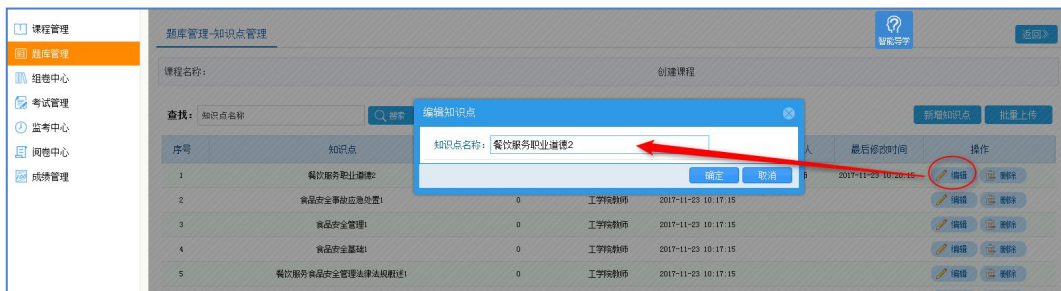 课程管理
题库管理
组卷中心
考试管理
监考中心
阅卷中心
成绩管理
题库管理-知识点管理
智能导学
返回》
课程名称：
创建课程
查找： 知识点名称 搜索
新增知识点 批量上传
编辑知识点
知识点名称： 餐饮服务职业道德2
确定 取消
序号 知识点 人 最后修改时间 操作
1 餐饮服务职业道德2 2017-11-23 10:20:15 编辑 删除
2 食品安全事故应急处置1 0 工学院教师 2017-11-23 10:17:15 编辑 删除
3 食品安全管理1 0 工学院教师 2017-11-23 10:17:15 编辑 删除
4 食品安全基础1 0 工学院教师 2017-11-23 10:17:15 编辑 删除
5 餐饮服务食品安全管理法律法规概述1 0 工学院教师 2017-11-23 10:17:15 编辑 删除